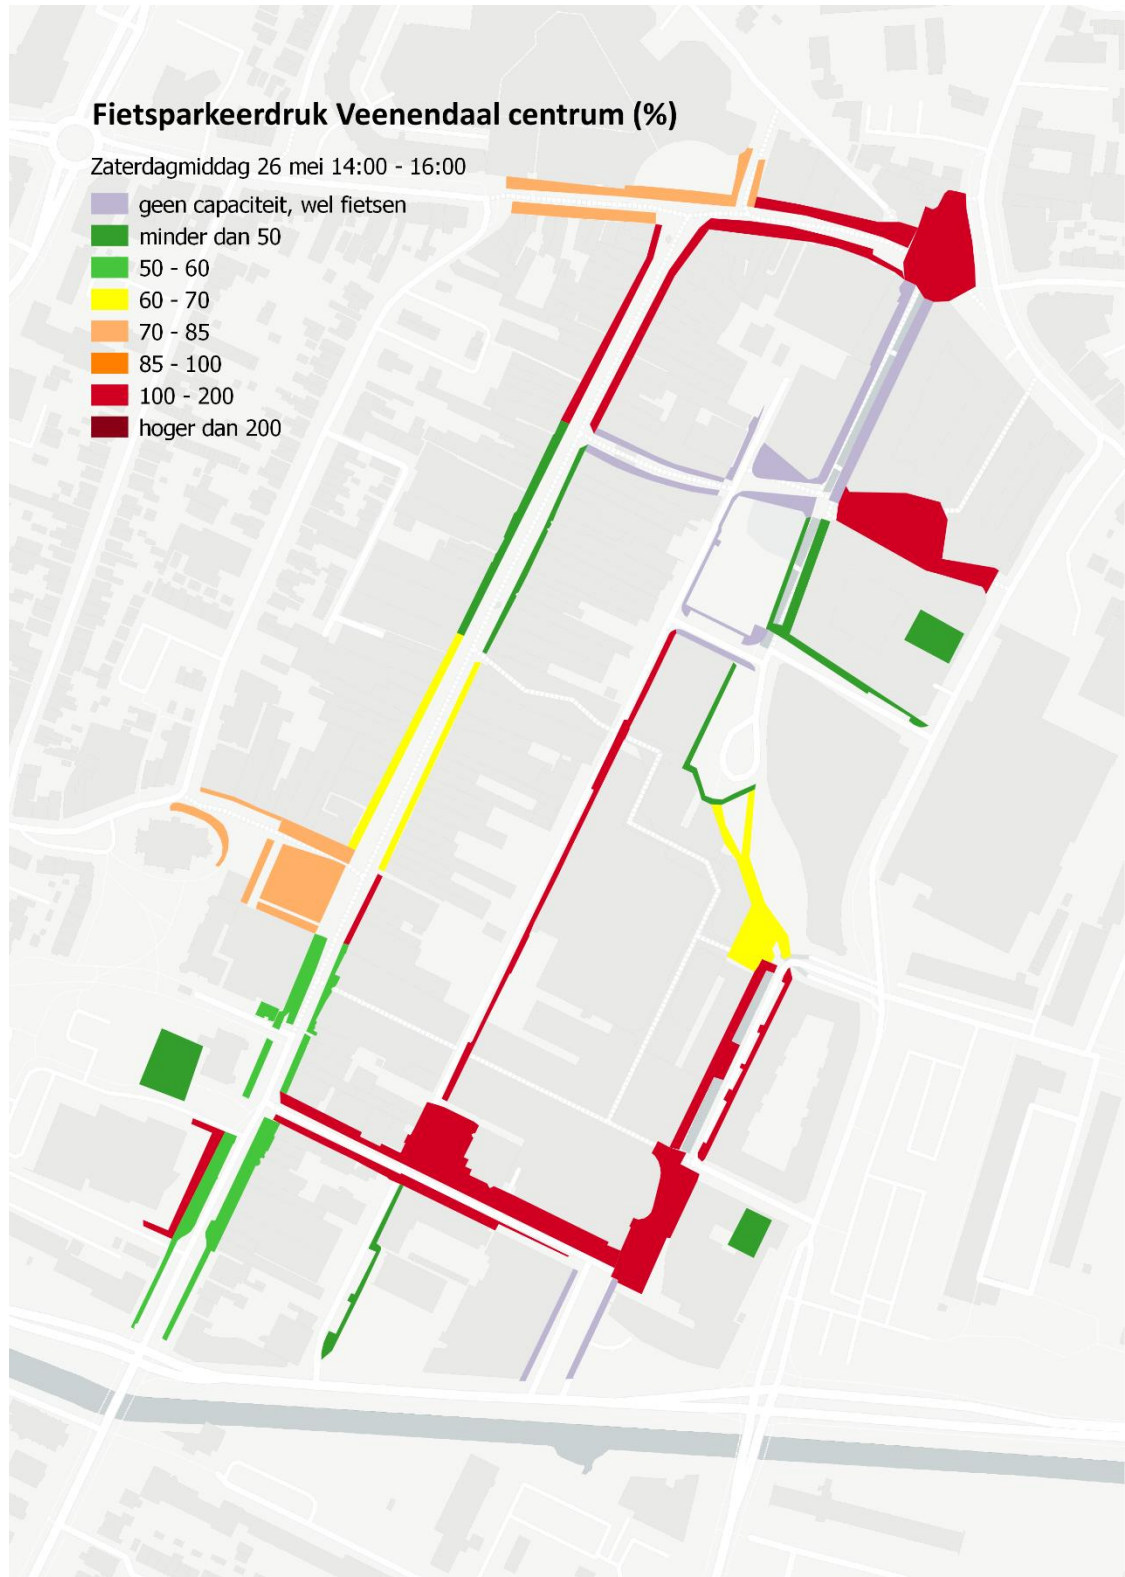 Fietsparkeerdruk Veenendaal centrum (%)
Zaterdagmiddag 26 mei 14:00 - 16:00
geen capaciteit, wel fietsen
minder dan 50
50 - 60
60 - 70
70 - 85
85 - 100
100 - 200
hoger dan 200